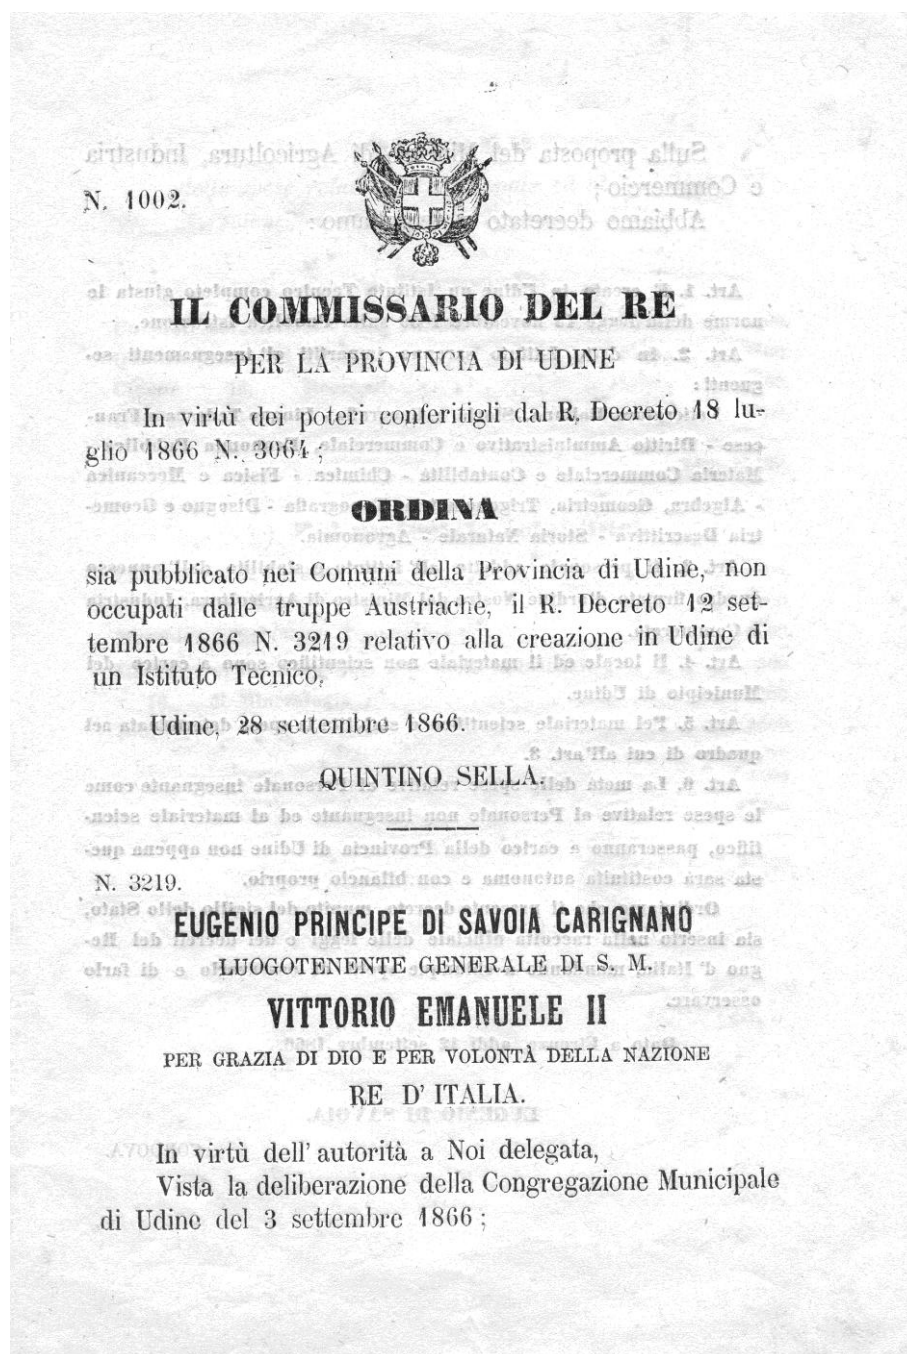 N. 1002.
IL COMMISSARIO DEL RE
PER LA PROVINCIA DI UDINE
In virtù dei poteri conferitigli dal R. Decreto 18 lu-
glio 1866 N. 3064;
ORDINA
sia pubblicato nei Comuni della Provincia di Udine, non
occupati dalle truppe Austriache, il R. Decreto 12 set-
tembre 1866 N. 3219 relativo alla creazione in Udine di
un Istituto Tecnico.
Udine, 28 settembre 1866.
QUINTINO SELLA.
N. 3219.
EUGENIO PRINCIPE DI SAVOIA CARIGNANO
LUOGOTENENTE GENERALE DI S. M.
VITTORIO EMANUELE II
PER GRAZIA DI DIO E PER VOLONTÀ DELLA NAZIONE
RE D' ITALIA.
In virtù dell' autorità a Noi delegata,
Vista la deliberazione della Congregazione Municipale
di Udine del 3 settembre 1866;